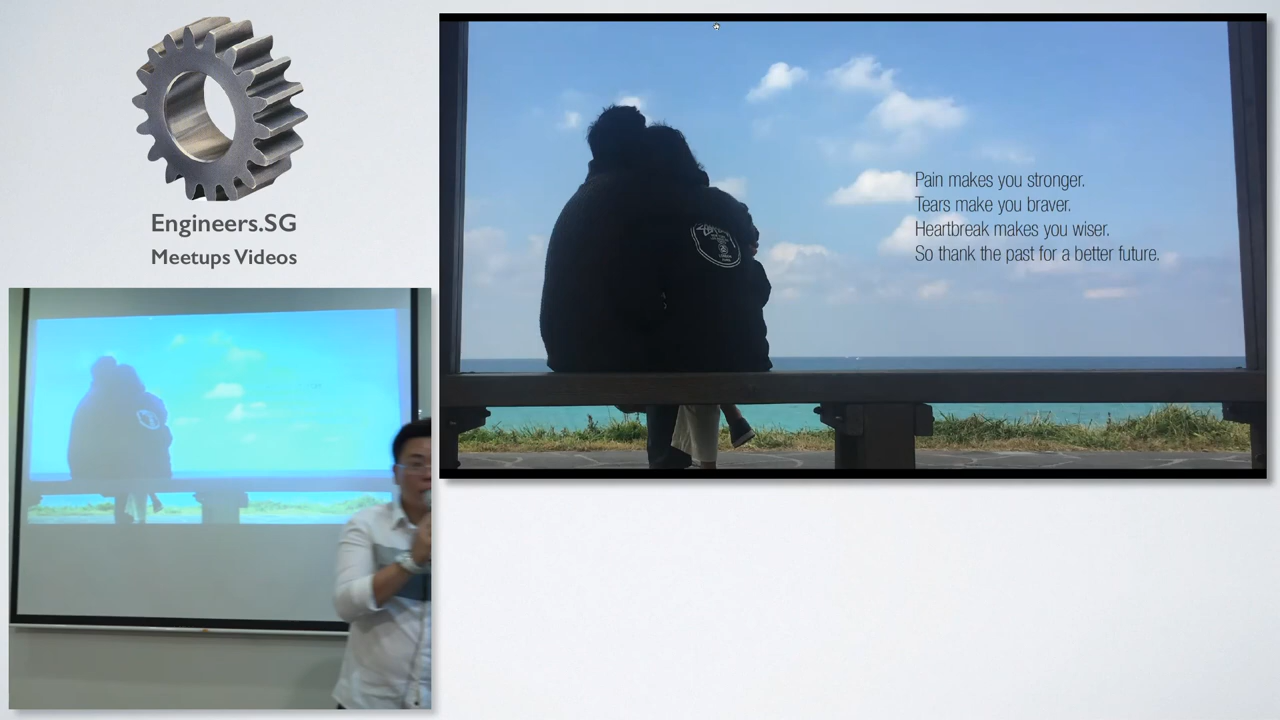 Engineers.SG
Meetups Videos
Pain makes you stronger.
Tears make you braver.
Heartbreak makes you wiser.
So thank the past for a better future.